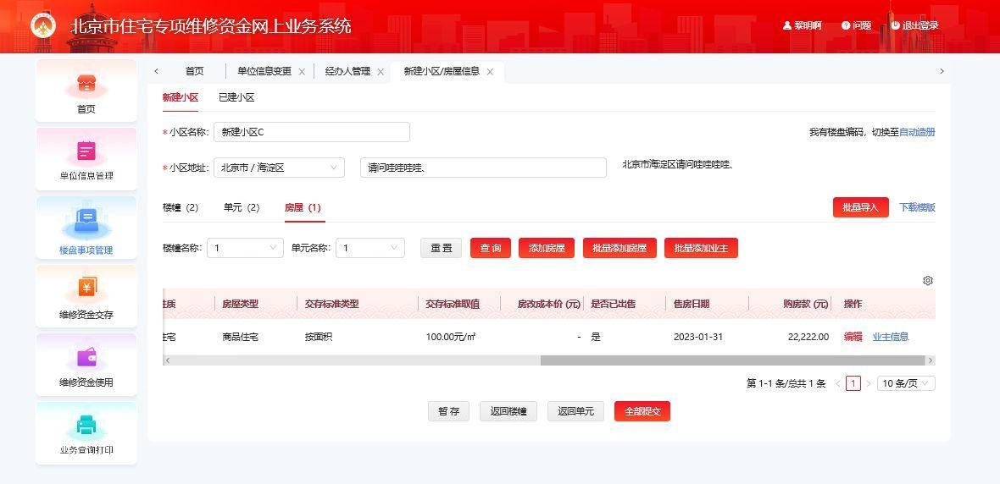 北京市住宅专项维修资金网上业务系统
黎明啊
问题
退出登录
首页
单位信息管理
楼盘事项管理
维修资金交存
维修资金使用
业务查询打印
首页
单位信息变更
经办人管理
新建小区/房屋信息
新建小区
已建小区
*小区名称:
新建小区C
我有楼盘编码，切换至自动造册
*小区地址:
北京市 / 海淀区
请问哇哇哇哇、
北京市海淀区请问哇哇哇哇、
楼幢 (2)
单元 (2)
房屋 (1)
批量导入
下载模版
楼幢名称:
1
单元名称:
1
重 置
查 询
添加房屋
批量添加房屋
批量添加业主
性质 房屋类型 交存标准类型 交存标准取值 房改成本价 (元) 是否已出售 售房日期 购房款 (元) 操作
住宅 商品住宅 按面积 100.00元/㎡ - 是 2023-01-31 22,222.00 编辑 业主信息
第 1-1 条/总共 1 条
1
10 条/页
暂 存
返回楼幢
返回单元
全部提交